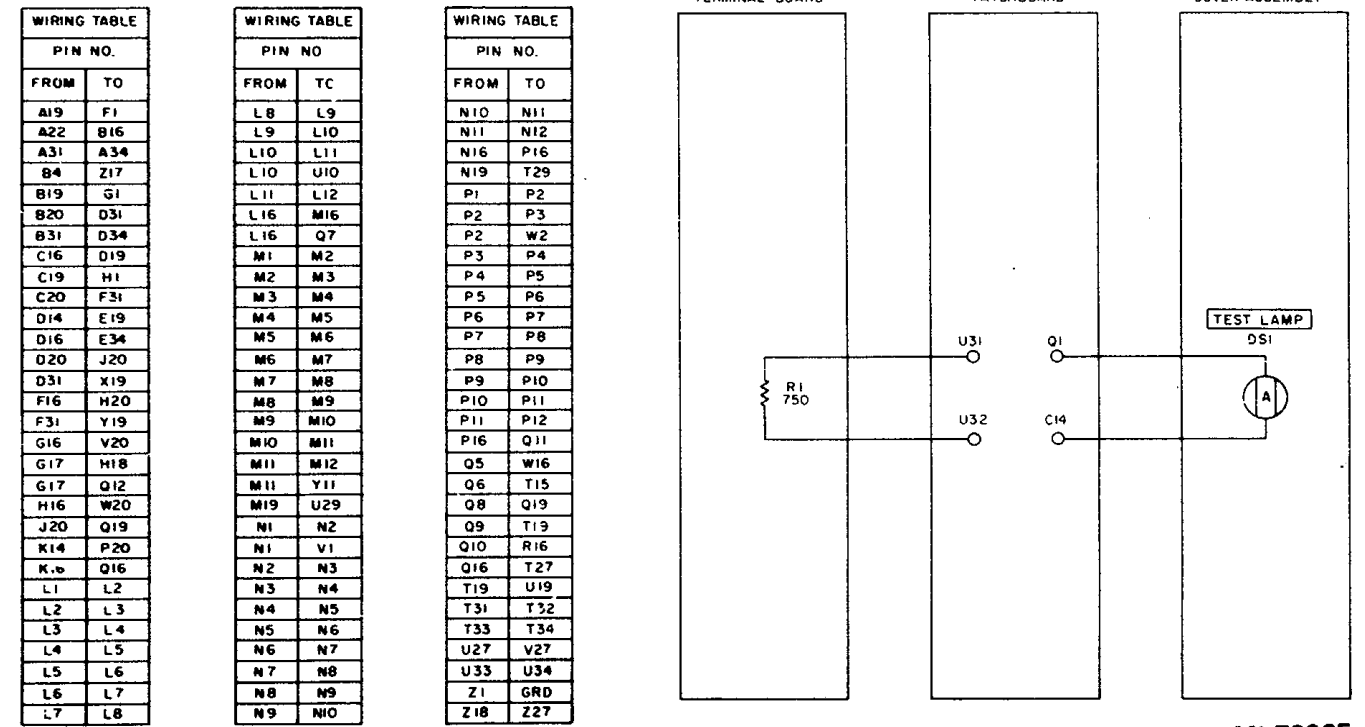 WIRING TABLE
PIN NO.
FROM TO
A19 F1
A22 B16
A31 A34
B4 Z17
B19 G1
B20 D31
B31 D34
C16 D19
C19 H1
C20 F31
D14 E19
D16 E34
D20 J20
D31 X19
F16 H20
F31 Y19
G16 V20
G17 H18
G17 Q12
H16 W20
J20 Q19
K14 P20
Q16
L1 L2
L2 L3
L3 L4
L4 L5
L5 L6
L6 L7
L7 L8
WIRING TABLE
PIN NO
FROM TC
L8 L9
L9 L10
L10 L11
L10 U10
L11 L12
L16 M16
L16 Q7
M1 M2
M2 M3
M3 M4
M4 M5
M5 M6
M6 M7
M7 M8
M8 M9
M9 M10
M10 M11
M11 M12
M11 Y11
M19 U29
N1 N2
N1 V1
N2 N3
N3 N4
N4 N5
N5 N6
N6 N7
N7 N8
N8 N9
N9 N10
WIRING TABLE
PIN NO.
FROM TO
N10 N11
N11 N12
N16 P16
N19 T29
P1 P2
P2 P3
P2 W2
P3 P4
P4 P5
P5 P6
P6 P7
P7 P8
P8 P9
P9 P10
P10 P11
P11 P12
P16 Q11
Q5 W16
Q6 T15
Q8 Q19
Q9 T19
Q10 R16
Q16 T27
T19 U19
T31 T32
T33 T34
U27 V27
U33 U34
Z1 GRD
Z18 Z27
TERMINAL BOARD
R1
750
U31 Q1
U32 C14
TEST LAMP
DS1
A